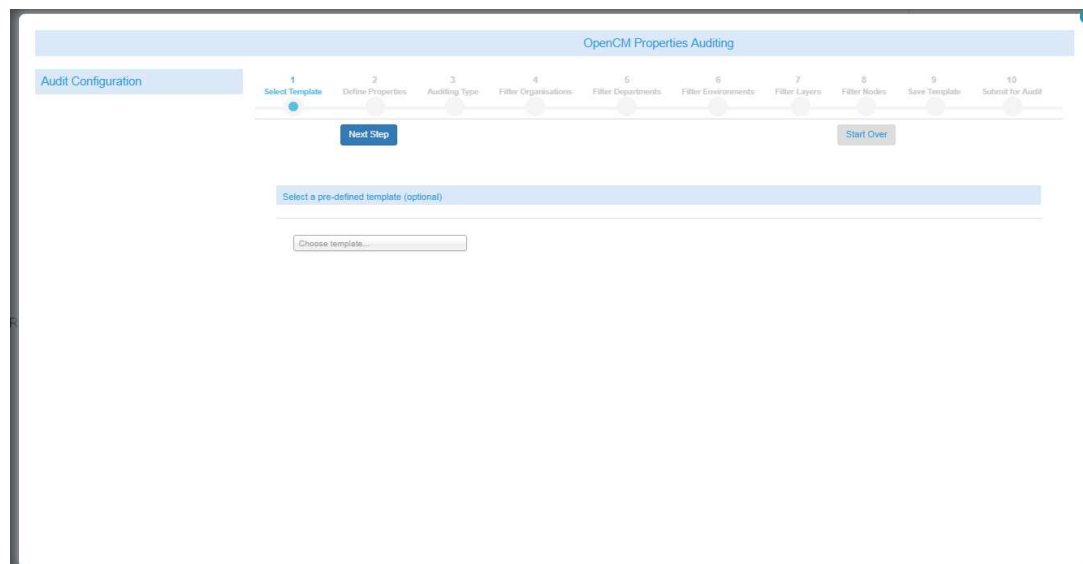 OpenCM Properties Auditing
Audit Configuration
1 2 3 4 5 6 7 8 9 10
Select Template Define Properties Auditing Type Filter Organisations Filter Departments Filter Environments Filter Layers Filter Nodes Save Template Submit for Audit
Next Step Start Over
Select a pre-defined template (optional)
Choose template...
R